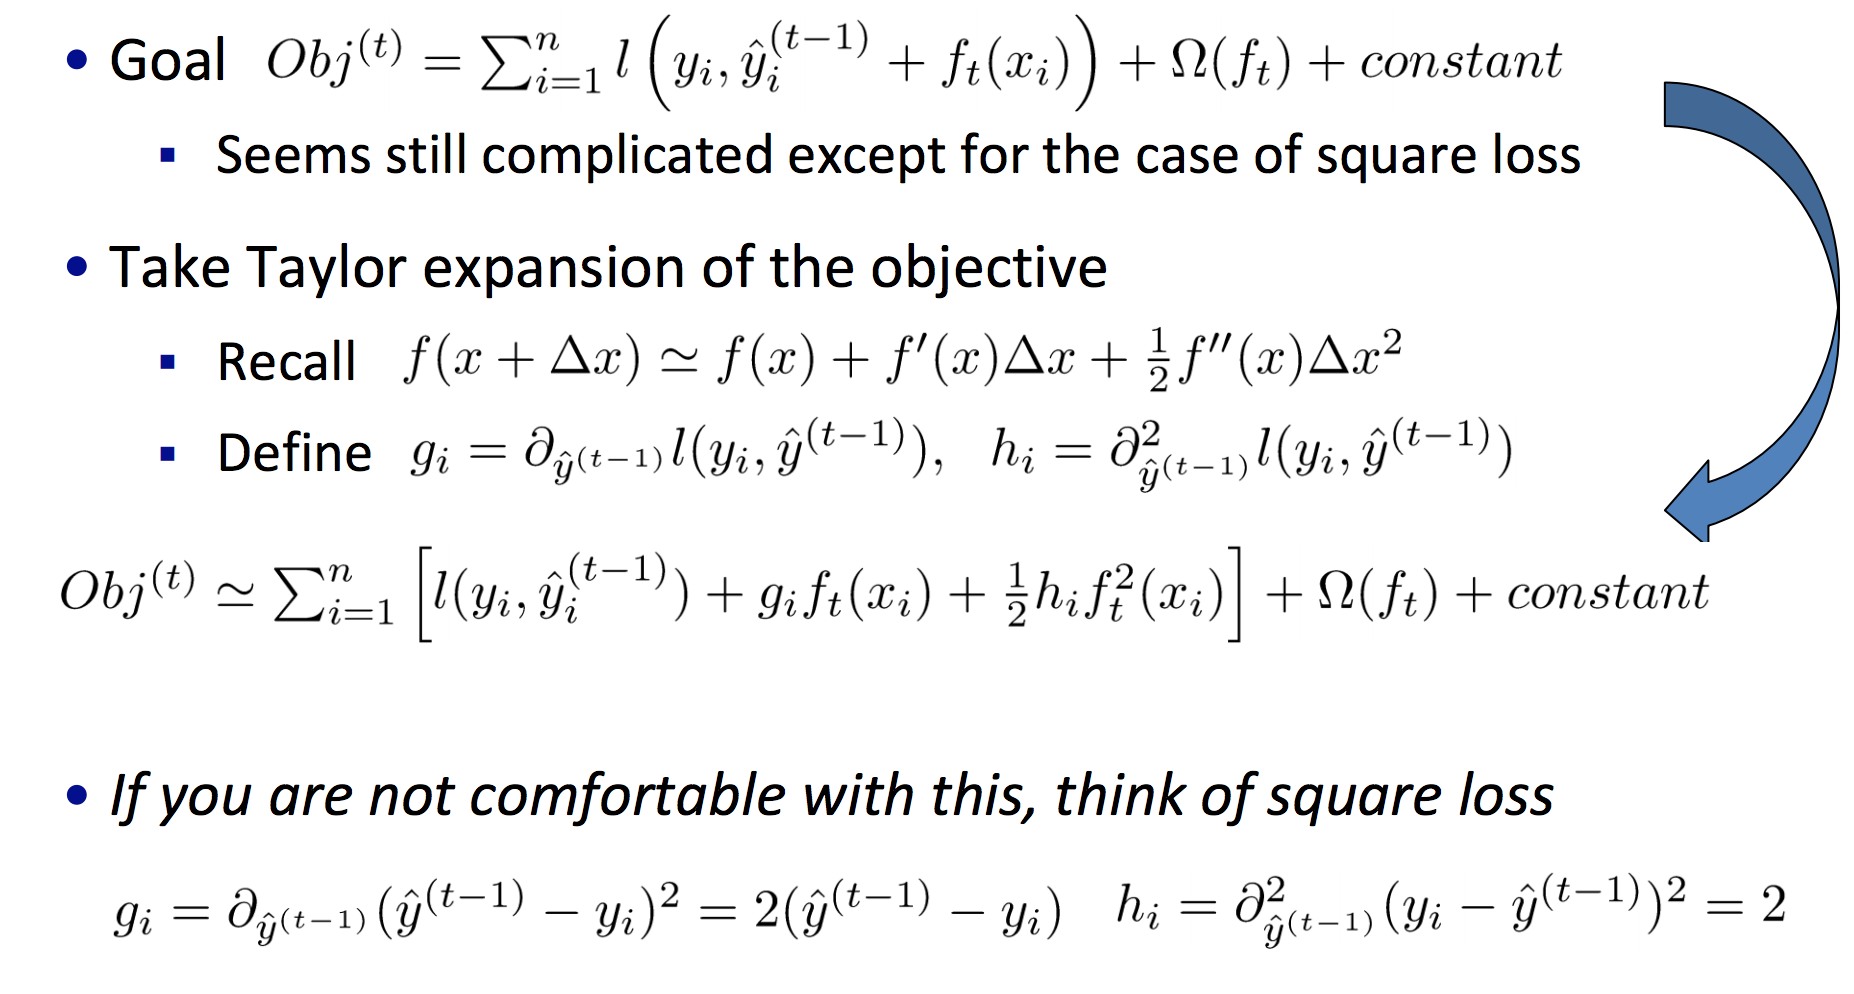 • Goal $Obj^{(t)} = \sum_{i=1}^{n} l\left(y_i, \hat{y}_i^{(t-1)} + f_t(x_i)\right) + \Omega(f_t) + constant$
▪ Seems still complicated except for the case of square loss
• Take Taylor expansion of the objective
▪ Recall $f(x + \Delta x) \simeq f(x) + f'(x)\Delta x + \frac{1}{2} f''(x)\Delta x^2$
▪ Define $g_i = \partial_{\hat{y}^{(t-1)}} l(y_i, \hat{y}^{(t-1)}), \quad h_i = \partial^2_{\hat{y}^{(t-1)}} l(y_i, \hat{y}^{(t-1)})$
$Obj^{(t)} \simeq \sum_{i=1}^{n} \left[ l(y_i, \hat{y}_i^{(t-1)}) + g_i f_t(x_i) + \frac{1}{2} h_i f_t^2(x_i) \right] + \Omega(f_t) + constant$
• If you are not comfortable with this, think of square loss
$g_i = \partial_{\hat{y}^{(t-1)}} (\hat{y}^{(t-1)} - y_i)^2 = 2(\hat{y}^{(t-1)} - y_i) \quad h_i = \partial^2_{\hat{y}^{(t-1)}} (y_i - \hat{y}^{(t-1)})^2 = 2$